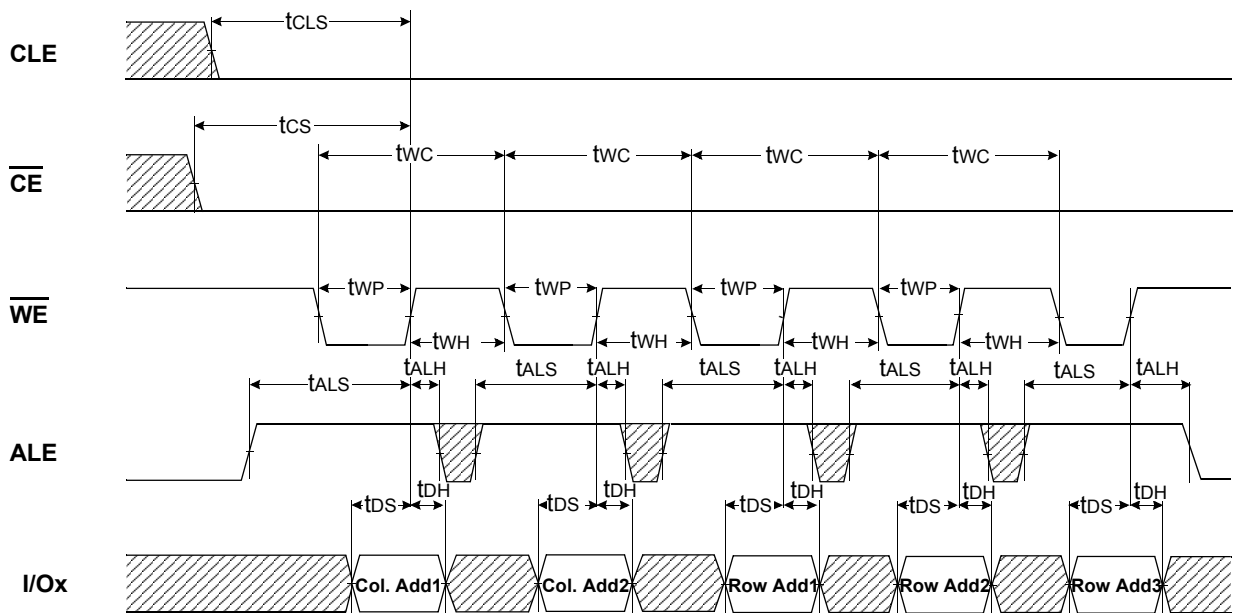 CLE
tCLS
tCS
CE
tWC tWC tWC tWC
WE
tWP tWP tWP tWP
tWH tWH tWH tWH
tALS tALH tALS tALH tALS tALH tALS tALH tALS tALH
ALE
tDS tDH tDS tDH tDS tDH tDS tDH tDS tDH
I/Ox
Col. Add1 Col. Add2 Row Add1 Row Add2 Row Add3